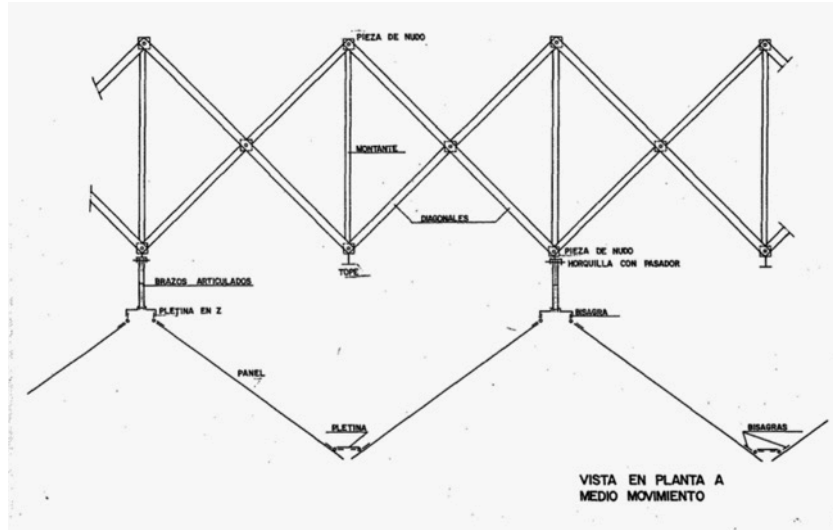 PIEZA DE NUDO
MONTANTE
DIAGONALES
PIEZA DE NUDO
TOPE
HORQUILLA CON PASADOR
BRAZOS ARTICULADOS
PLETINA EN Z
BISAGRA
PANEL
PLETINA
BISAGRAS
VISTA EN PLANTA A
MEDIO MOVIMIENTO